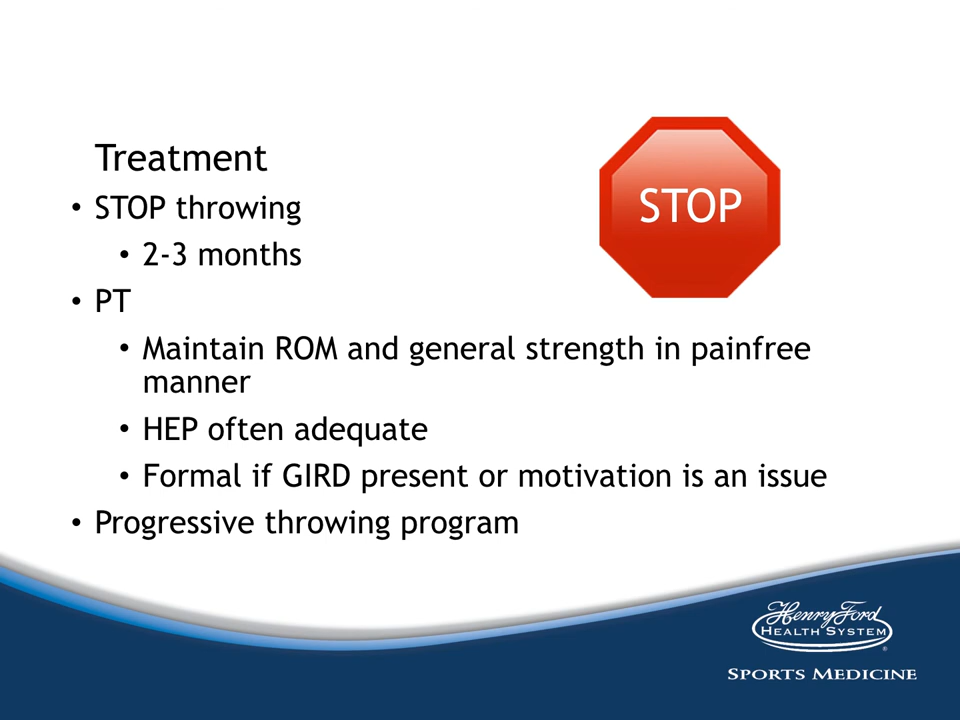 Treatment
• STOP throwing
• 2-3 months
• PT
• Maintain ROM and general strength in painfree
manner
• HEP often adequate
• Formal if GIRD present or motivation is an issue
• Progressive throwing program
STOP
Henry Ford
HEALTH SYSTEM
®
SPORTS MEDICINE